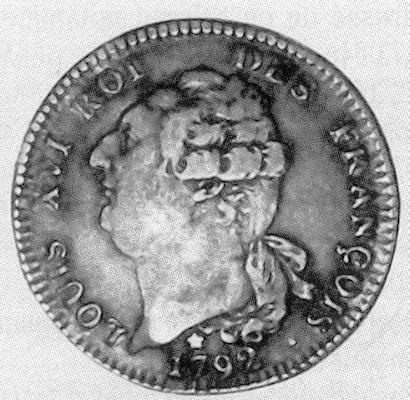 LOUIS XVI ROI DES FRANÇOIS.
1792